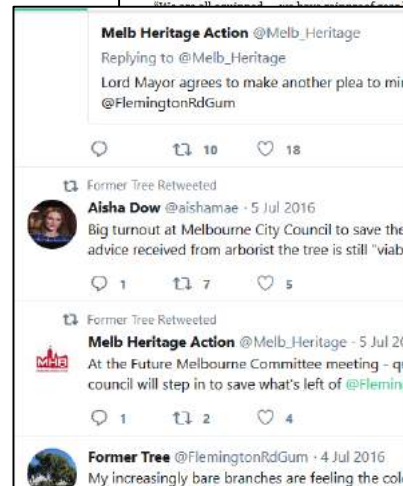 Melb Heritage Action @Melb_Heritage
Replying to @Melb_Heritage
Lord Mayor agrees to make another plea to
@FlemingtonRdGum
10 18
Former Tree Retweeted
Aisha Dow @aishamae · 5 Jul 2016
Big turnout at Melbourne City Council to save the
advice received from arborist the tree is still "viab
1 7 5
Former Tree Retweeted
Melb Heritage Action @Melb_Heritage · 5 Jul 20
MHA
At the Future Melbourne Committee meeting - qu
council will step in to save what's left of @Fleming
1 2 4
Former Tree @FlemingtonRdGum · 4 Jul 2016
My increasingly bare branches are feeling the col